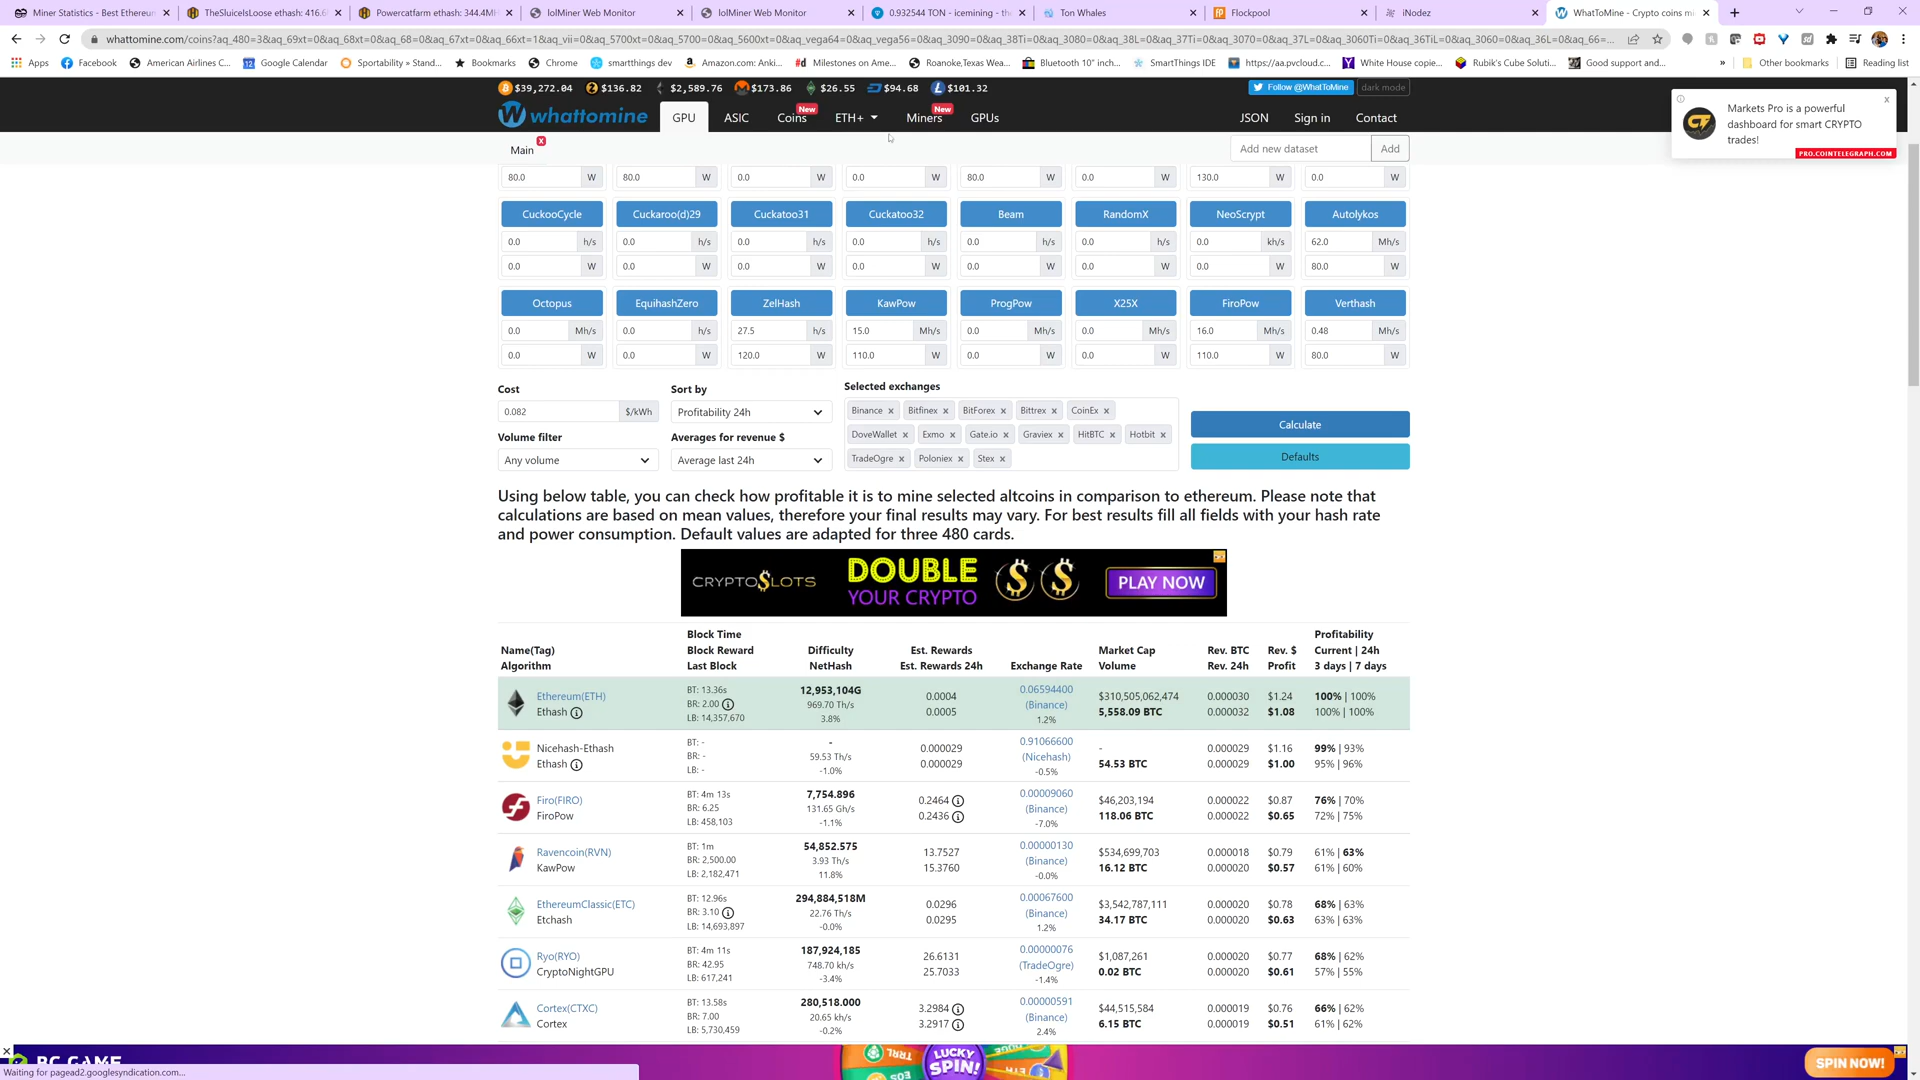 Miner Statistics - Best Ethereum
TheSluiceIsLoose ethash: 416.6
Powercatfarm ethash: 344.4MH
lolMiner Web Monitor
lolMiner Web Monitor
0.932544 TON - icemining - the
Ton Whales
Flockpool
iNodez
WhatToMine - Crypto coins mi
whattomine.com/coins?aq_480=3&aq_69xt=0&aq_68xt=0&aq_68=0&aq_67xt=0&aq_66xt=1&aq_vii=0&aq_5700xt=0&aq_5700=0&aq_5600xt=0&aq_vega64=0&aq_vega56=0&aq_3090=0&aq_38Ti=0&aq_3080=0&aq_38L=0&aq_37Ti=0&aq_3070=0&aq_37L=0&aq_3060Ti=0&aq_36TiL=0&aq_3060=0&aq_36L=0&aq_66=...
Apps Facebook American Airlines C... Google Calendar Sportability » Stand... Bookmarks Chrome smartthings dev Amazon.com: Anki... Milestones on Ame... Roanoke,Texas Wea... Bluetooth 10" inch... SmartThings IDE https://aa.pvcloud.c... White House copie... Rubik's Cube Soluti... Good support and... » Other bookmarks Reading list
$39,272.04 $136.82 $2,589.76 $173.86 $26.55 $94.68 $101.32 Follow @WhatToMine dark mode
whattomine GPU ASIC Coins New ETH+ Miners New GPUs JSON Sign in Contact
Markets Pro is a powerful
dashboard for smart CRYPTO
trades!
PRO.COINTELEGRAPH.COM
Main x Add new dataset Add
80.0 W 80.0 W 0.0 W 0.0 W 80.0 W 0.0 W 130.0 W 0.0 W
CuckooCycle Cuckaroo(d)29 Cuckatoo31 Cuckatoo32 Beam RandomX NeoScrypt Autolykos
0.0 h/s 0.0 h/s 0.0 h/s 0.0 h/s 0.0 h/s 0.0 h/s 0.0 kh/s 62.0 Mh/s
0.0 W 0.0 W 0.0 W 0.0 W 0.0 W 0.0 W 0.0 W 80.0 W
Octopus EquihashZero ZelHash KawPow ProgPow X25X FiroPow Verthash
0.0 Mh/s 0.0 h/s 27.5 h/s 15.0 Mh/s 0.0 Mh/s 0.0 Mh/s 16.0 Mh/s 0.48 Mh/s
0.0 W 0.0 W 120.0 W 110.0 W 0.0 W 0.0 W 110.0 W 80.0 W
Cost Sort by Selected exchanges
0.082 $/kWh Profitability 24h Binance × Bitfinex × BitForex × Bittrex × CoinEx ×
Calculate
Volume filter Averages for revenue $ DoveWallet × Exmo × Gate.io × Graviex × HitBTC × Hotbit ×
Any volume Average last 24h TradeOgre × Poloniex × Stex ×
Defaults
Using below table, you can check how profitable it is to mine selected altcoins in comparison to ethereum. Please note that
calculations are based on mean values, therefore your final results may vary. For best results fill all fields with your hash rate
and power consumption. Default values are adapted for three 480 cards.
CRYPTOSLOTS DOUBLE
YOUR CRYPTO
PLAY NOW
Block Time Profitability
Name(Tag) Block Reward Difficulty Est. Rewards Market Cap Rev. BTC Rev. $ Current | 24h
Algorithm Last Block NetHash Est. Rewards 24h Exchange Rate Volume Rev. 24h Profit 3 days | 7 days
Ethereum(ETH)
Ethash
BT: 13.36s
BR: 2.00
LB: 14,357,670
12,953,104G
969.70 Th/s
3.8%
0.0004
0.0005
0.06594400
(Binance)
1.2%
$310,505,062,474
5,558.09 BTC
0.000030
0.000032
$1.24
$1.08
100% | 100%
100% | 100%
Nicehash-Ethash
Ethash
BT: -
BR: -
LB: -
-
59.53 Th/s
-1.0%
0.000029
0.000029
0.91066600
(Nicehash)
-0.5%
-
54.53 BTC
0.000029
0.000029
$1.16
$1.00
99% | 93%
95% | 96%
Firo(FIRO)
FiroPow
BT: 4m 13s
BR: 6.25
LB: 458,103
7,754.896
131.65 Gh/s
-1.1%
0.2464
0.2436
0.00009060
(Binance)
-7.0%
$46,203,194
118.06 BTC
0.000022
0.000022
$0.87
$0.65
76% | 70%
72% | 75%
Ravencoin(RVN)
KawPow
BT: 1m
BR: 2,500.00
LB: 2,182,471
54,852.575
3.93 Th/s
11.8%
13.7527
15.3760
0.00000130
(Binance)
-0.0%
$534,699,703
16.12 BTC
0.000018
0.000020
$0.79
$0.57
61% | 63%
61% | 60%
EthereumClassic(ETC)
Etchash
BT: 12.96s
BR: 3.10
LB: 14,693,897
294,884,518M
22.76 Th/s
-0.0%
0.0296
0.0295
0.00067600
(Binance)
1.2%
$3,542,787,111
34.17 BTC
0.000020
0.000020
$0.78
$0.63
68% | 63%
63% | 63%
Ryo(RYO)
CryptoNightGPU
BT: 4m 11s
BR: 42.95
LB: 617,241
187,924,185
748.70 kh/s
-3.4%
26.6131
25.7033
0.00000076
(TradeOgre)
-1.4%
$1,087,261
0.02 BTC
0.000020
0.000020
$0.77
$0.61
68% | 62%
57% | 55%
Cortex(CTXC)
Cortex
BT: 13.58s
BR: 7.00
LB: 5,730,459
280,518.000
20.65 kh/s
-0.2%
3.2984
3.2917
0.00000591
(Binance)
2.4%
$44,515,584
6.15 BTC
0.000019
0.000019
$0.76
$0.51
66% | 62%
61% | 62%
BC GAME
LUCKY
SPIN!
SPIN NOW!
Waiting for pagead2.googlesyndication.com...